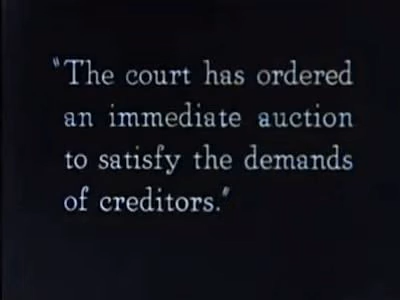 "The court has ordered
an immediate auction
to satisfy the demands
of creditors."